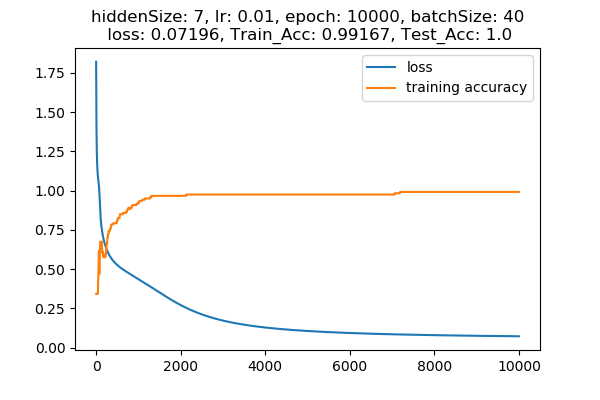 hiddenSize: 7, lr: 0.01, epoch: 10000, batchSize: 40
loss: 0.07196, Train_Acc: 0.99167, Test_Acc: 1.0
loss
training accuracy
1.75
1.50
1.25
1.00
0.75
0.50
0.25
0.00
0 2000 4000 6000 8000 10000